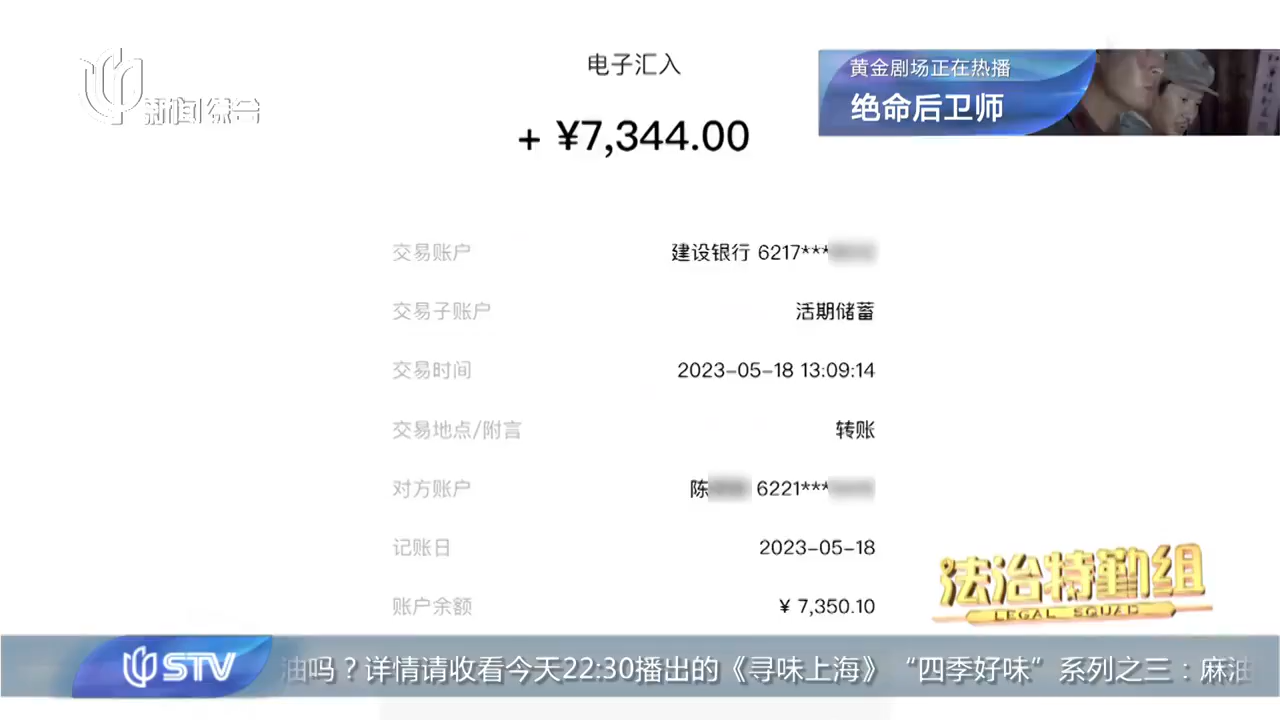 新闻综合
电子汇入
+ ¥7,344.00
黄金剧场正在热播
绝命后卫师
交易账户 建设银行 6217***
交易子账户 活期储蓄
交易时间 2023-05-18 13:09:14
交易地点/附言 转账
对方账户 陈 6221***
记账日 2023-05-18
账户余额 ¥ 7,350.10
法治特勤组
LEGAL SQUAD
STV 油吗？详情请收看今天22:30播出的《寻味上海》“四季好味”系列之三：麻油